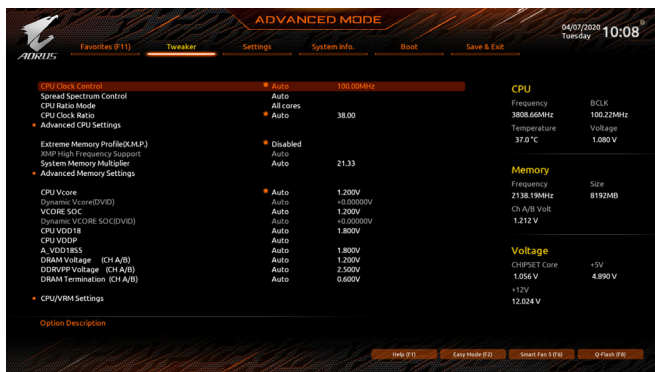 ADVANCED MODE
04/07/2020 Tuesday 10:08
AORUS
Favorites (F11) Tweaker Settings System Info. Boot Save & Exit
CPU Clock Control Auto 100.00MHz
Spread Spectrum Control Auto
CPU Ratio Mode All cores
CPU Clock Ratio Auto 38.00
Advanced CPU Settings
Extreme Memory Profile(X.M.P.) Disabled
XMP High Frequency Support Auto
System Memory Multiplier Auto 21.33
Advanced Memory Settings
CPU Vcore Auto 1.200V
Dynamic Vcore(DVID) Auto +0.00000V
VCORE SOC Auto 1.200V
Dynamic VCORE SOC(DVID) Auto +0.00000V
CPU VDD18 Auto 1.800V
CPU VDDP Auto
A_VDD18S5 Auto 1.800V
DRAM Voltage (CH A/B) Auto 1.200V
DDRVPP Voltage (CH A/B) Auto 2.500V
DRAM Termination (CH A/B) Auto 0.600V
CPU/VRM Settings
Option Description
CPU
Frequency BCLK
3808.66MHz 100.22MHz
Temperature Voltage
37.0 °C 1.080 V
Memory
Frequency Size
2138.19MHz 8192MB
Ch A/B Volt
1.212 V
Voltage
CHIPSET Core +5V
1.056 V 4.890 V
+12V
12.024 V
Help (F1) Easy Mode (F2) Smart Fan 5 (F6) Q-Flash (F8)